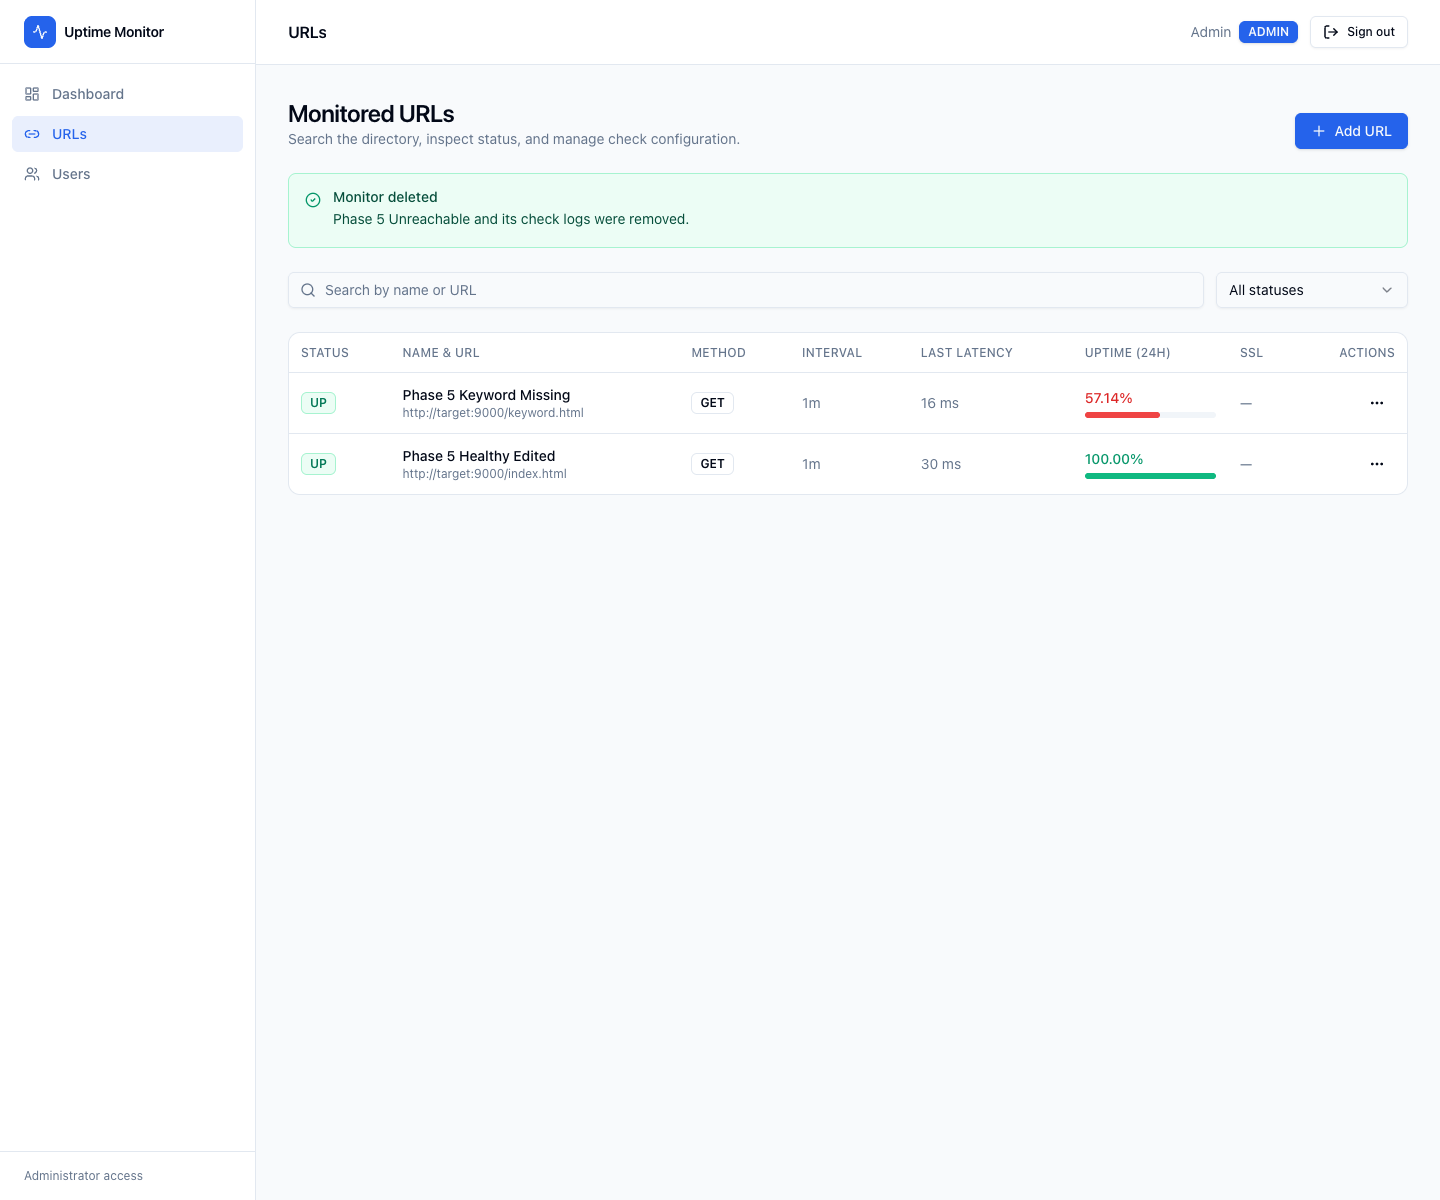 Uptime Monitor
URLs
Admin
ADMIN
Sign out
Dashboard
URLs
Users
Monitored URLs
Search the directory, inspect status, and manage check configuration.
Add URL
Monitor deleted
Phase 5 Unreachable and its check logs were removed.
Search by name or URL
All statuses
STATUS NAME & URL METHOD INTERVAL LAST LATENCY UPTIME (24H) SSL ACTIONS
UP Phase 5 Keyword Missing GET 1m 16 ms 57.14% —
http://target:9000/keyword.html
UP Phase 5 Healthy Edited GET 1m 30 ms 100.00% —
http://target:9000/index.html
Administrator access